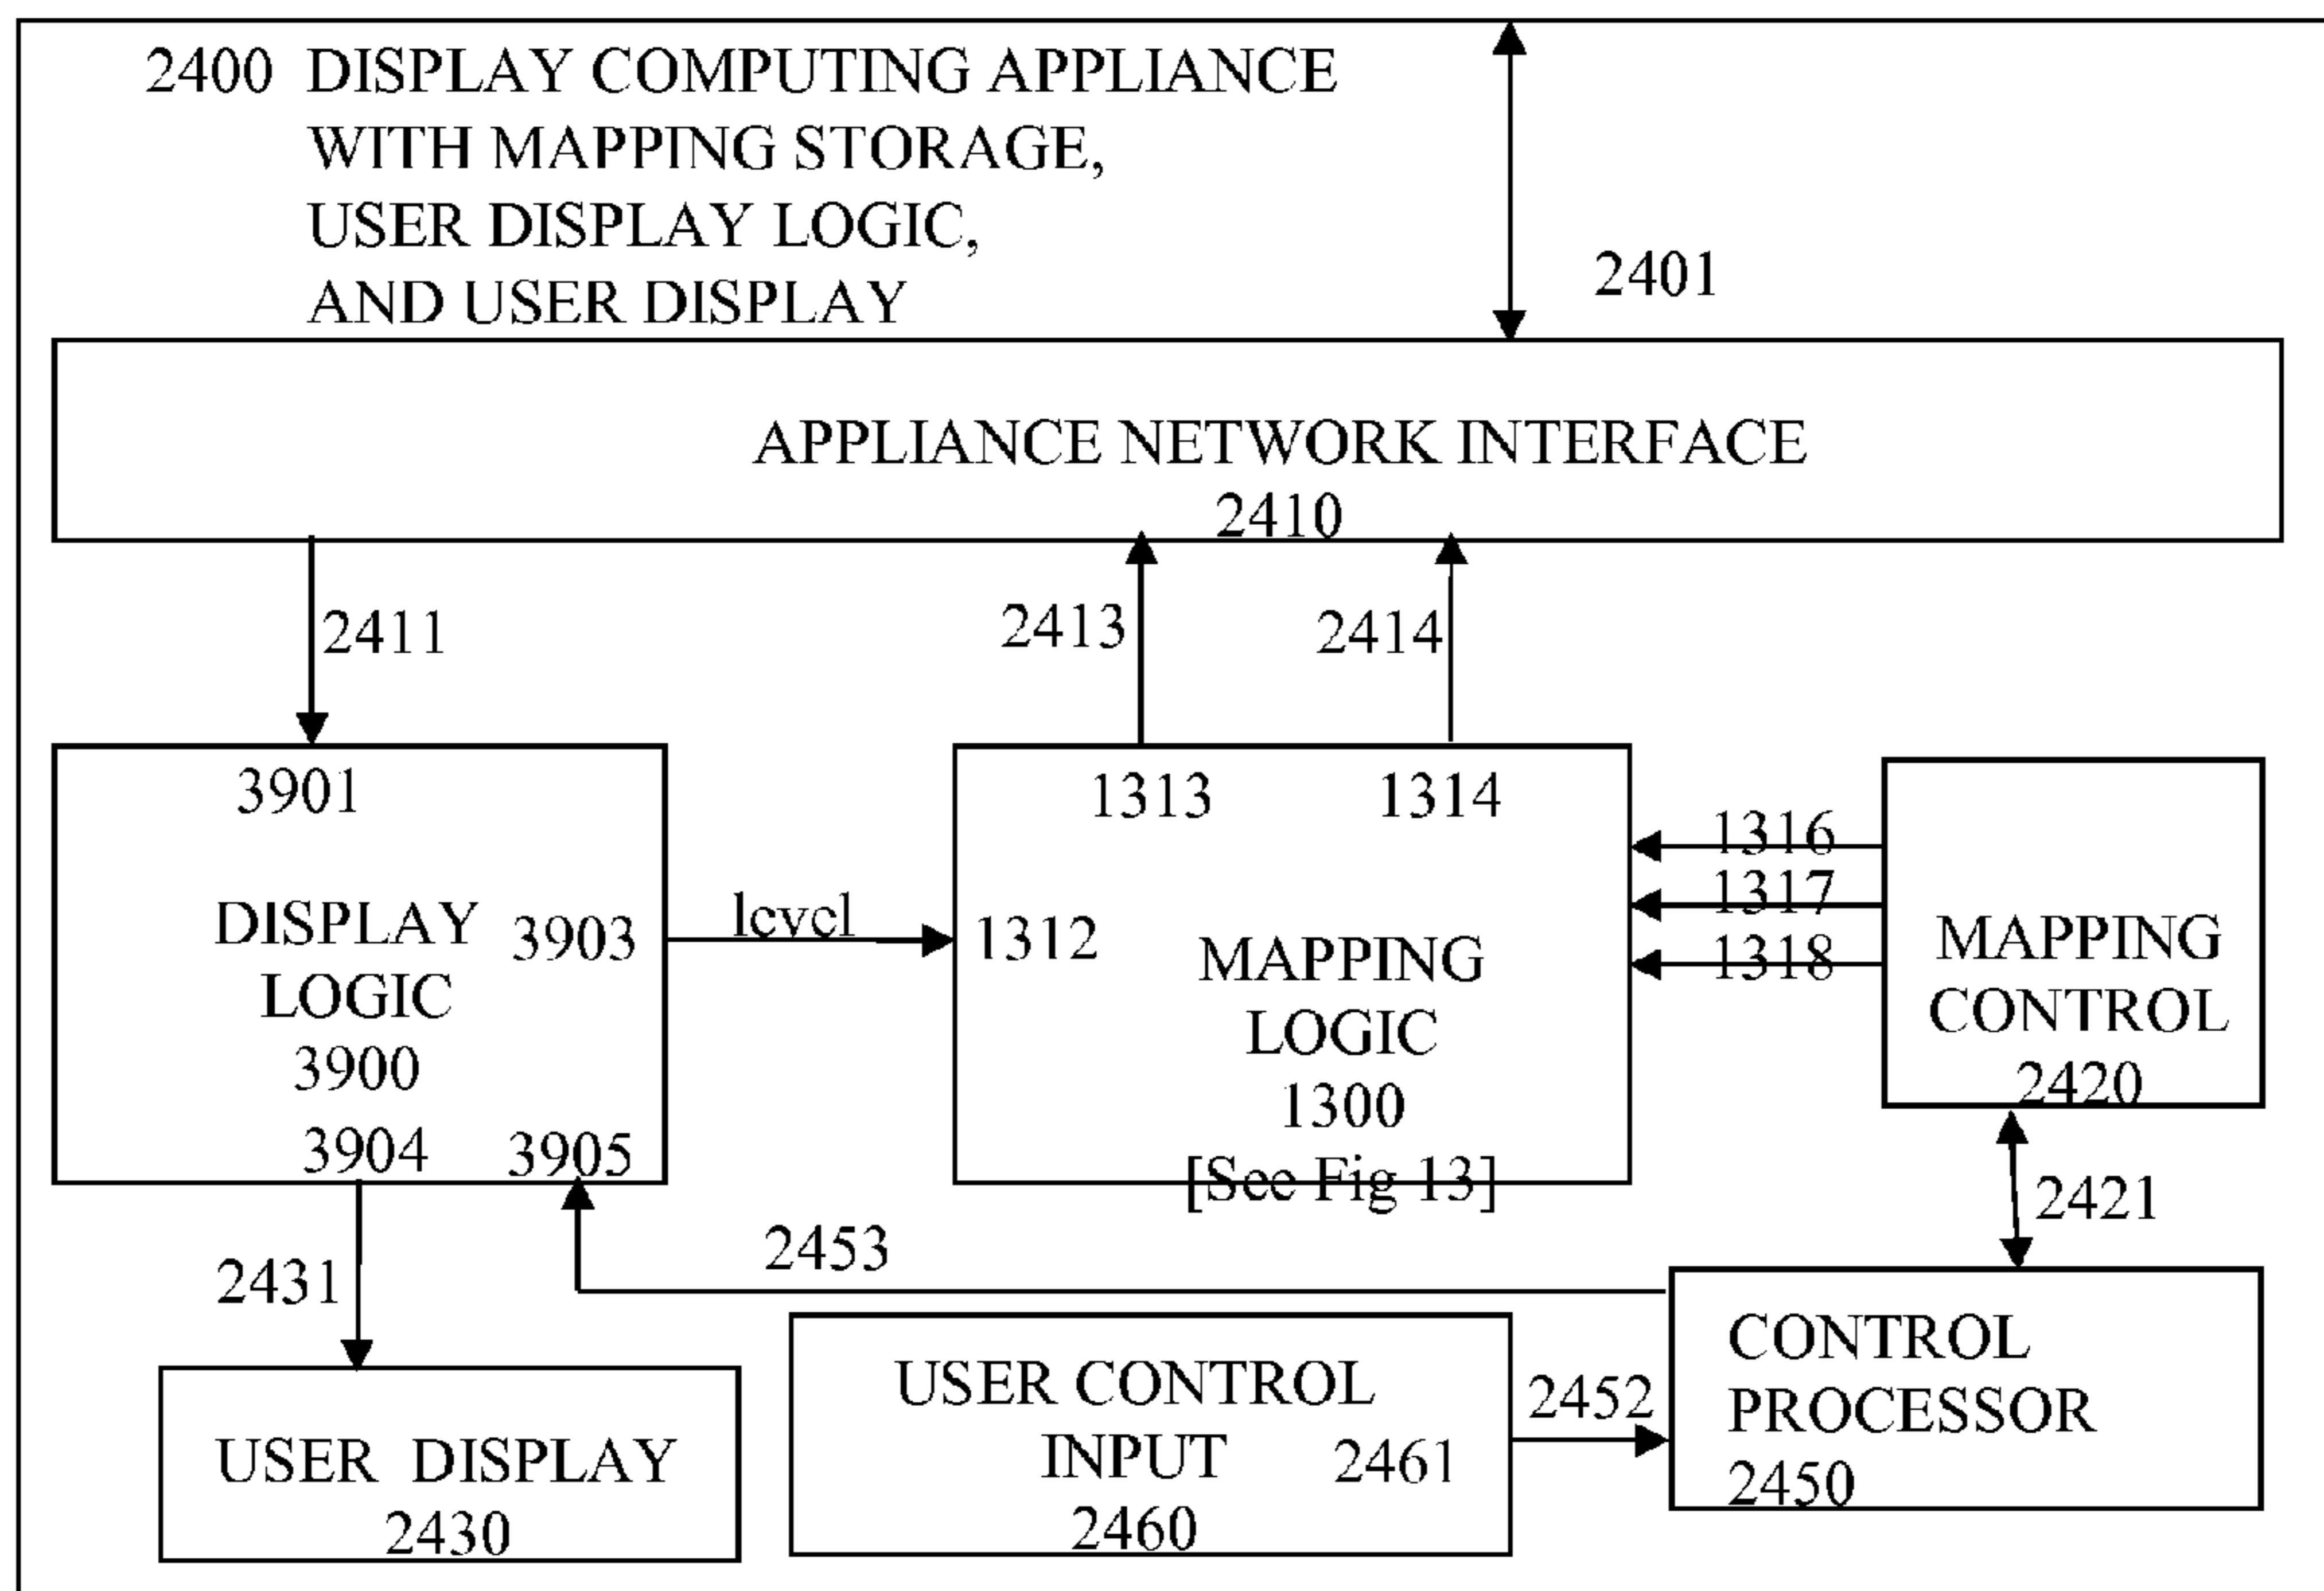 2400 DISPLAY COMPUTING APPLIANCE
WITH MAPPING STORAGE,
USER DISPLAY LOGIC,
AND USER DISPLAY
2401
APPLIANCE NETWORK INTERFACE
2410
2411
2413
2414
3901
1313
1314
1316
1317
1318
DISPLAY
LOGIC
3900
3903
level
1312
MAPPING
LOGIC
1300
[See Fig 13]
MAPPING
CONTROL
2420
3904
3905
2421
2453
2431
CONTROL
PROCESSOR
2450
USER CONTROL
INPUT
2461
2460
2452
USER DISPLAY
2430